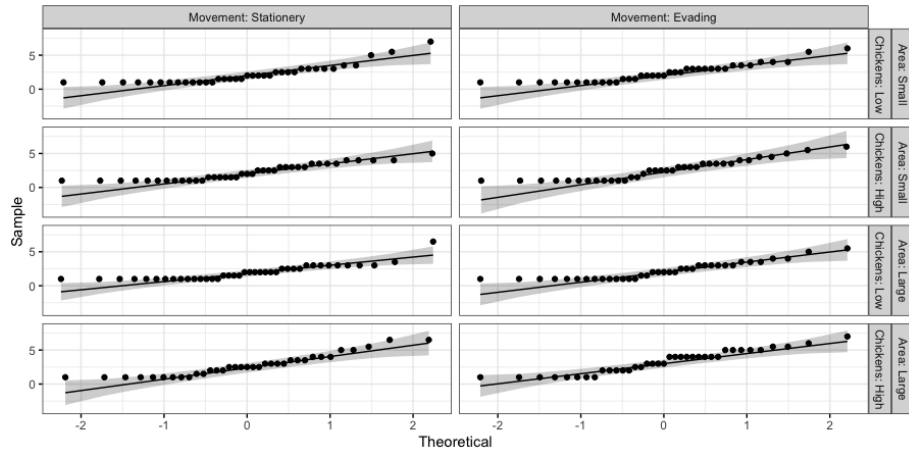 Movement: Stationery
Movement: Evading
5
0
Chickens: Low
Area: Small
5
0
Chickens: High
Area: Small
5
0
Chickens: Low
Area: Large
5
0
Chickens: High
Area: Large
Sample
-2 -1 0 1 2
-2 -1 0 1 2
Theoretical